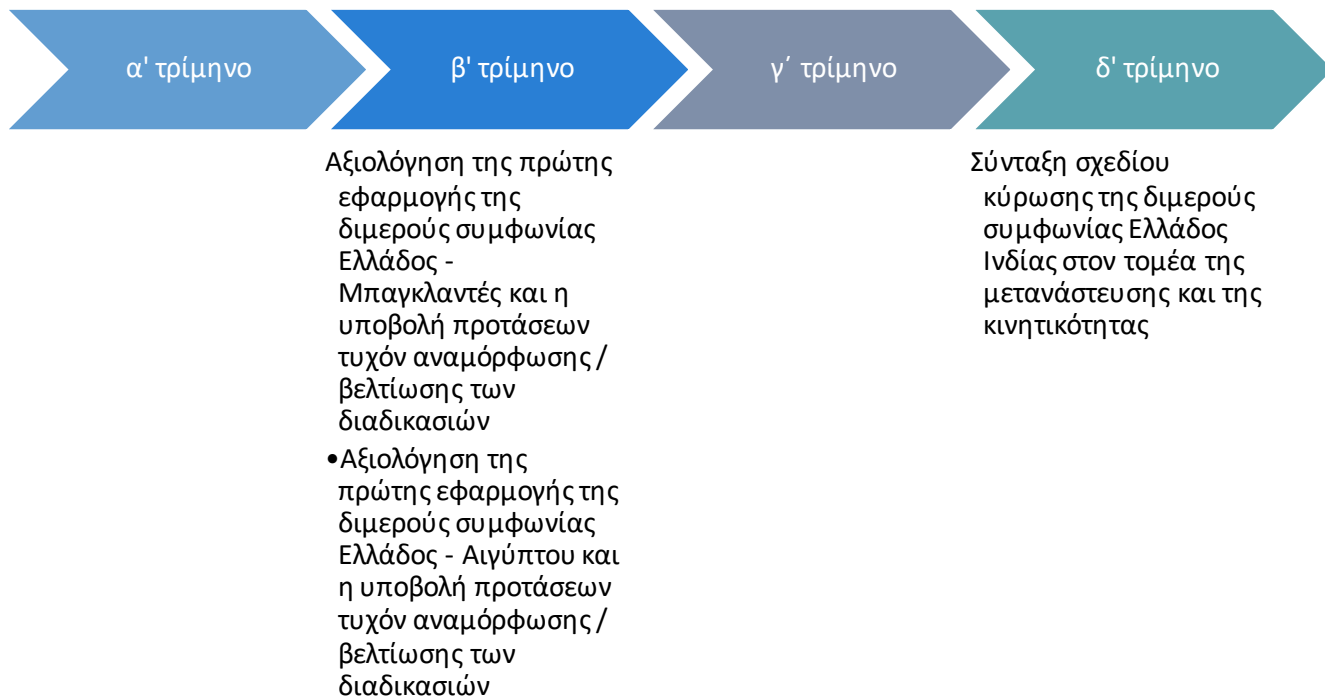 α' τρίμηνο
β' τρίμηνο
γ΄ τρίμηνο
δ' τρίμηνο
Αξιολόγηση της πρώτης
εφαρμογής της
διμερούς συμφωνίας
Ελλάδος -
Μπαγκλαντές και η
υποβολή προτάσεων
τυχόν αναμόρφωσης /
βελτίωσης των
διαδικασιών
•Αξιολόγηση της
πρώτης εφαρμογής της
διμερούς συμφωνίας
Ελλάδος - Αιγύπτου και
η υποβολή προτάσεων
τυχόν αναμόρφωσης /
βελτίωσης των
διαδικασιών
Σύνταξη σχεδίου
κύρωσης της διμερούς
συμφωνίας Ελλάδος
Ινδίας στον τομέα της
μετανάστευσης και της
κινητικότητας